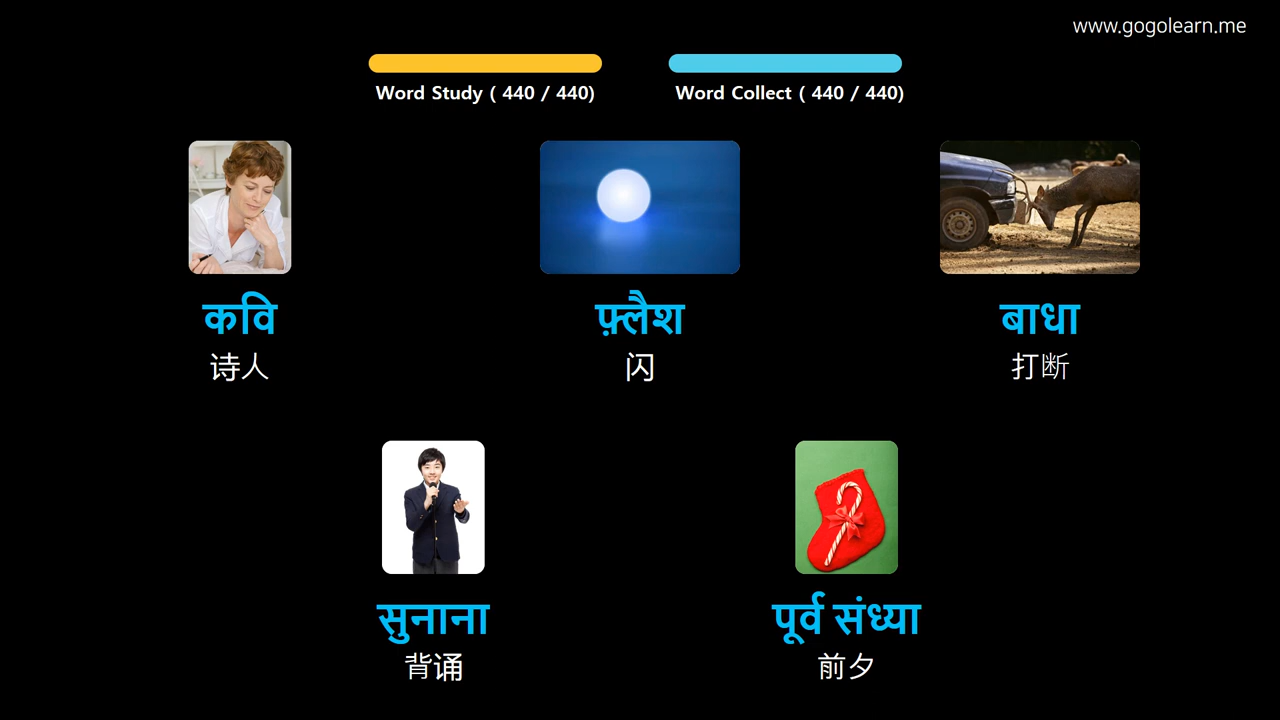 www.gogolearn.me
Word Study ( 440 / 440)
Word Collect ( 440 / 440)
कवि
诗人
फ़्लैश
闪
बाधा
打断
सुनाना
背诵
पूर्व संध्या
前夕